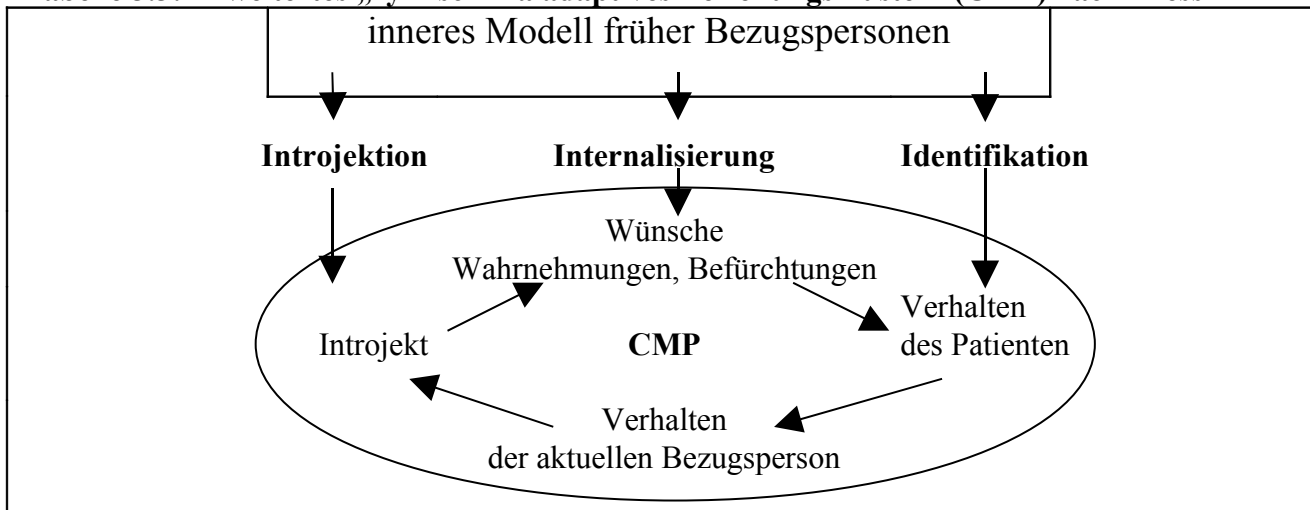 inneres Modell früher Bezugspersonen
Introjektion Internalisierung Identifikation
Wünsche
Wahrnehmungen, Befürchtungen
Verhalten
des Patienten
Introjekt
CMP
Verhalten
der aktuellen Bezugsperson